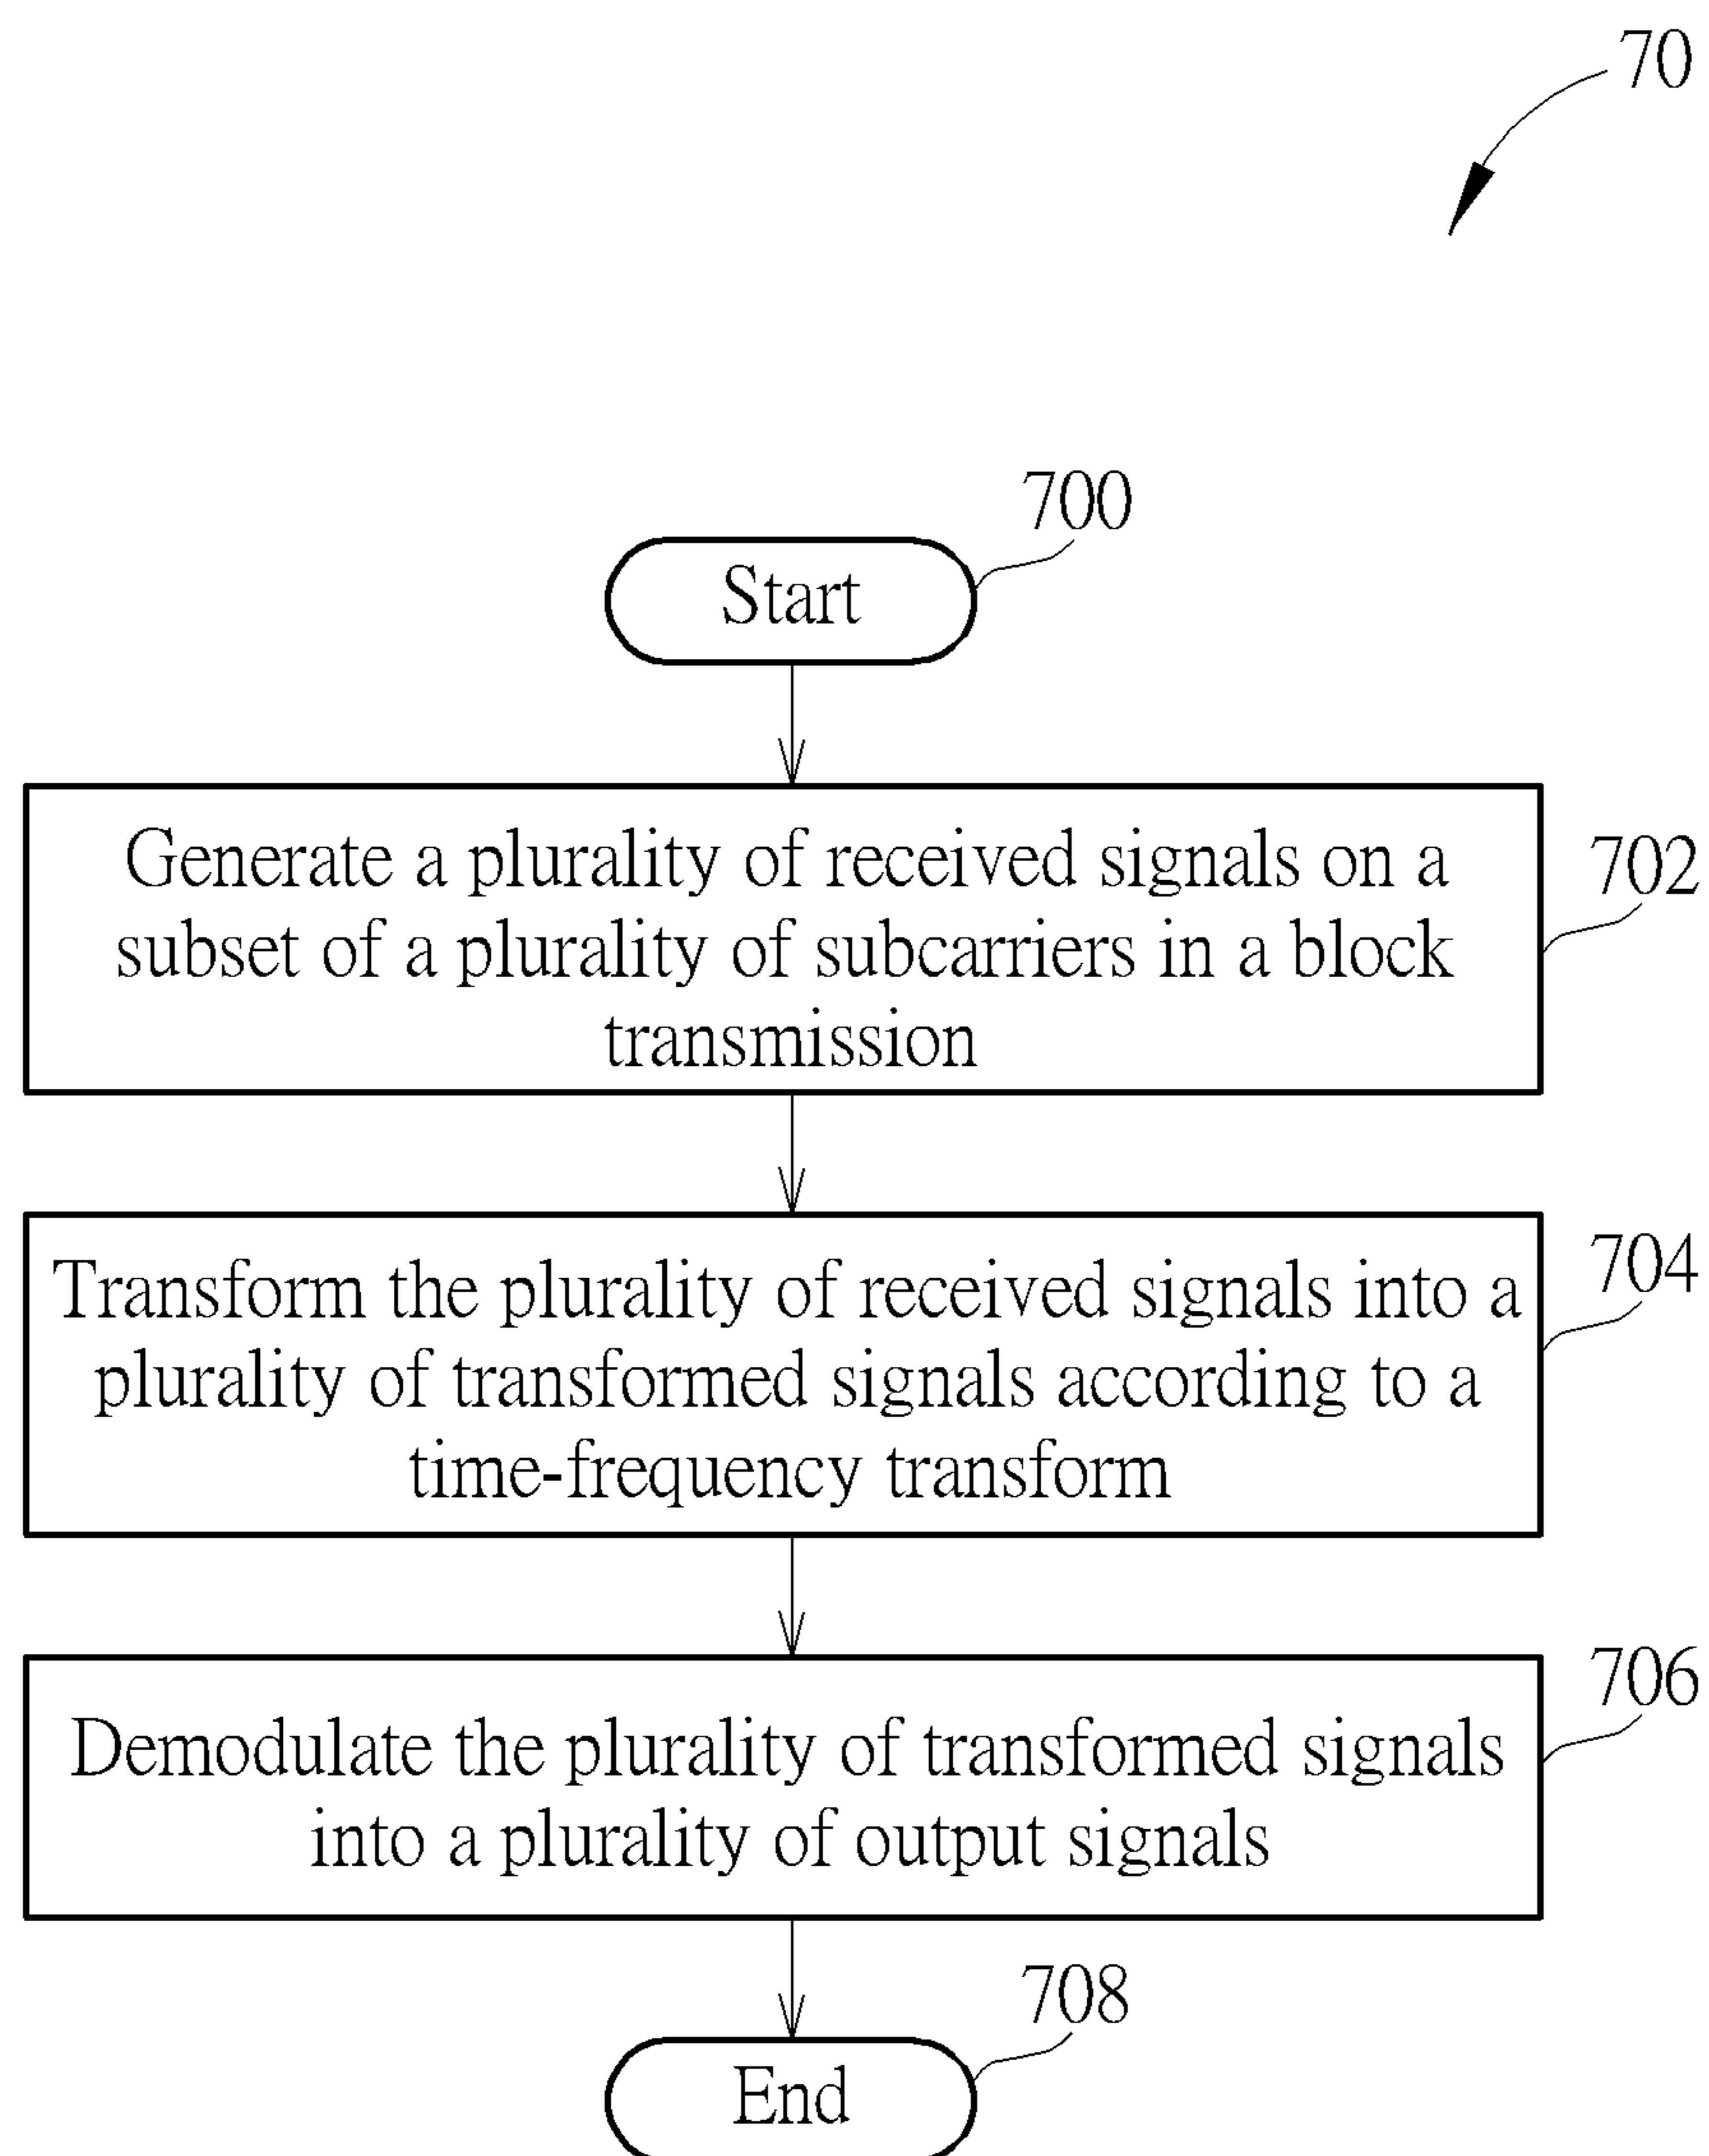 70
700
Start
Generate a plurality of received signals on a
subset of a plurality of subcarriers in a block
transmission
702
Transform the plurality of received signals into a
plurality of transformed signals according to a
time-frequency transform
704
Demodulate the plurality of transformed signals
into a plurality of output signals
706
708
End